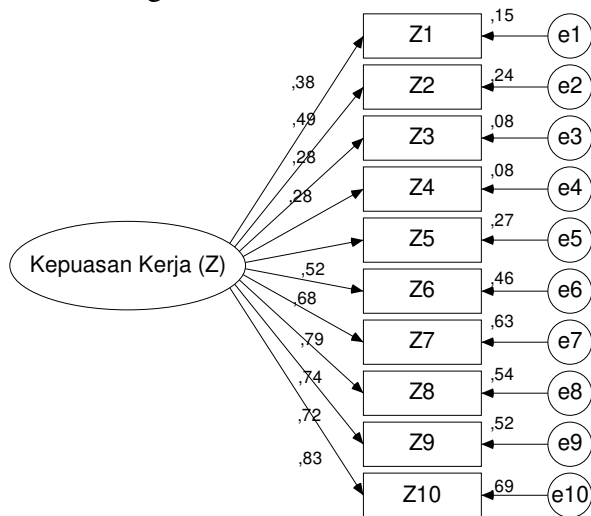 ,15
Z1
e1
,38
,24
Z2
e2
,49
,08
Z3
e3
,28
,08
Z4
e4
,28
,27
Z5
e5
Kepuasan Kerja (Z)
,52
,46
Z6
e6
,68
,63
Z7
e7
,79
,54
Z8
e8
,74
,52
Z9
e9
,72
,69
Z10
e10
,83